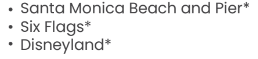 • Santa Monica Beach and Pier*
• Six Flags*
• Disneyland*